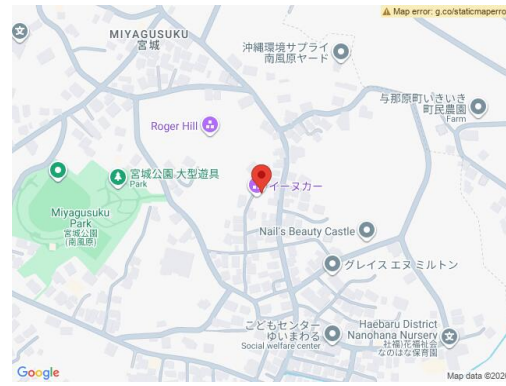 Map error: g.co/staticmaperro
MIYAGUSUKU
宮城
沖縄環境サプライ
南風原ヤード
与那原町いきいき
町民農園
Farm
Roger Hill
宮城公園 大型遊具
Park
イーヌカー
Miyagusuku
Park
宮城公園
(南風原)
Nail's Beauty Castle
グレイス エヌ ミルトン
こどもセンター
ゆいまわる
Social welfare center
Haebaru District
Nanohana Nursery
社福)花福祉会
なのはな保育園
Google
Map data ©2026
文
文